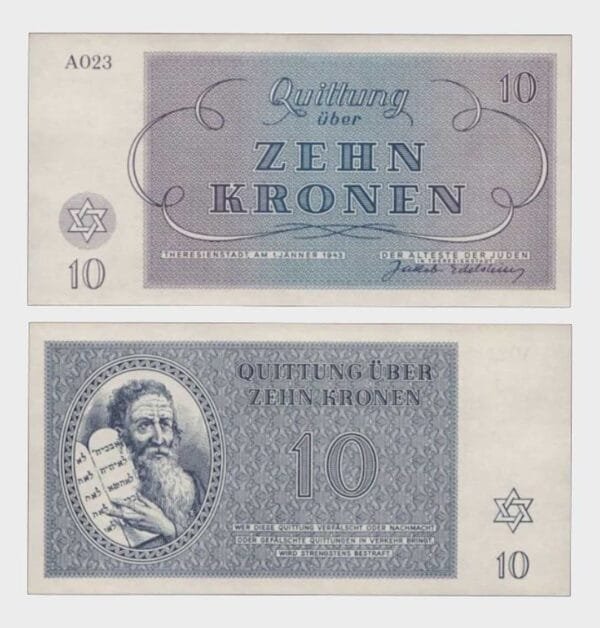 A023
10
Quittung
über
ZEHN
KRONEN
THERESIENSTADT, AM 1.JÄNNER 1943
DER ÄLTESTE DER JUDEN
IN THERESIENSTADT
Jakob Edelstein
10
QUITTUNG ÜBER
ZEHN KRONEN
10
WER DIESE QUITTUNG VERFÄLSCHT ODER NACHMACHT
ODER GEFÄLSCHTE QUITTUNGEN IN VERKEHR BRINGT,
WIRD STRENGSTENS BESTRAFT
10